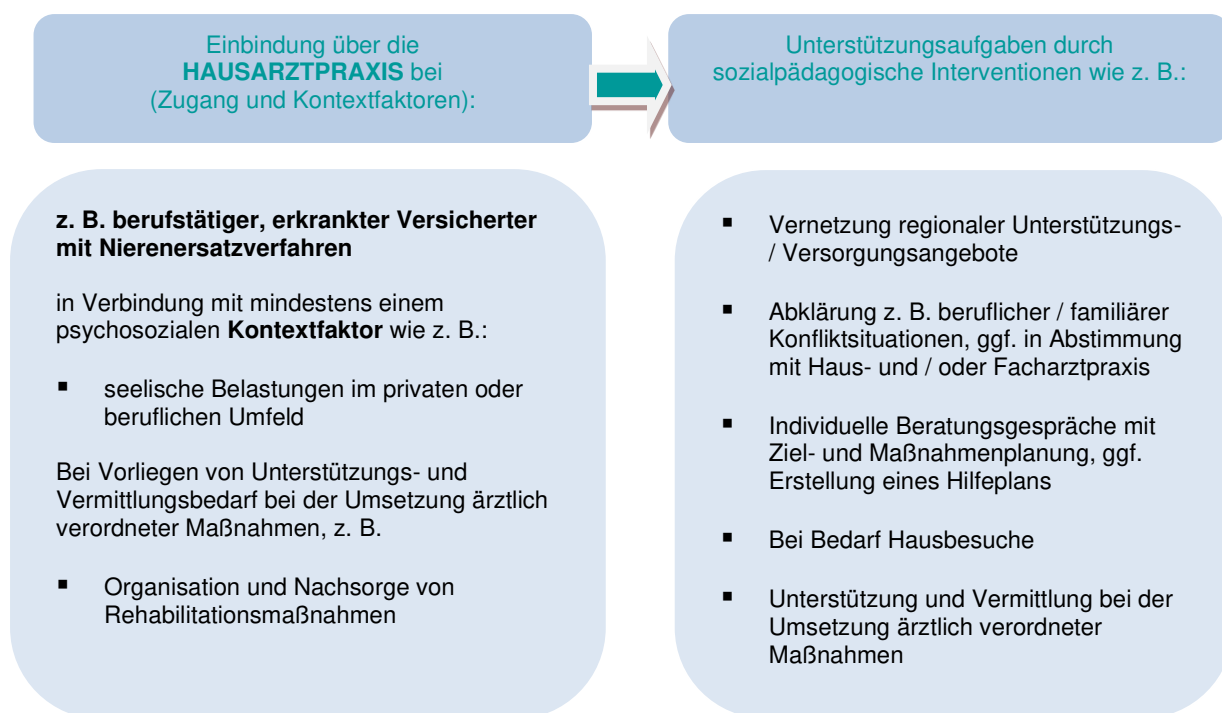 Einbindung über die
HAUSARZTPRAXIS bei
(Zugang und Kontextfaktoren):
Unterstützungsaufgaben durch
sozialpädagogische Interventionen wie z. B.:
z. B. berufstätiger, erkrankter Versicherter
mit Nierenersatzverfahren
in Verbindung mit mindestens einem
psychosozialen Kontextfaktor wie z. B.:
▪ seelische Belastungen im privaten oder
beruflichen Umfeld
Bei Vorliegen von Unterstützungs- und
Vermittlungsbedarf bei der Umsetzung ärztlich
verordneter Maßnahmen, z. B.
▪ Organisation und Nachsorge von
Rehabilitationsmaßnahmen
▪ Vernetzung regionaler Unterstützungs-
/ Versorgungsangebote
▪ Abklärung z. B. beruflicher / familiärer
Konfliktsituationen, ggf. in Abstimmung
mit Haus- und / oder Facharztpraxis
▪ Individuelle Beratungsgespräche mit
Ziel- und Maßnahmenplanung, ggf.
Erstellung eines Hilfeplans
▪ Bei Bedarf Hausbesuche
▪ Unterstützung und Vermittlung bei der
Umsetzung ärztlich verordneter
Maßnahmen